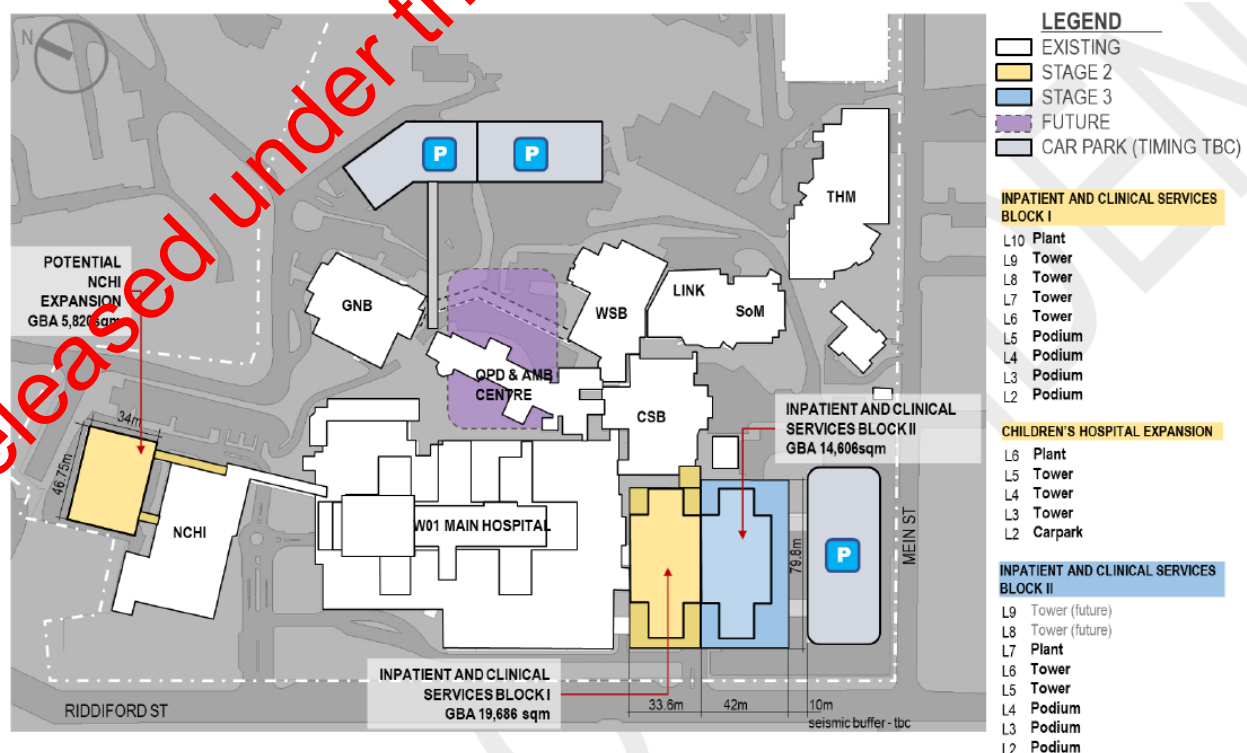 Released under th
N
POTENTIAL
NCHI
EXPANSION
GBA 5,820sqm
34m
46.75m
NCHI
P
P
GNB
OPD & AMB
CENTRE
WSB
LINK
SoM
THM
CSB
W01 MAIN HOSPITAL
INPATIENT AND CLINICAL
SERVICES BLOCK II
GBA 14,606sqm
P
79.8m
MEIN ST
INPATIENT AND CLINICAL
SERVICES BLOCK I
GBA 19,686 sqm
33.6m
42m
10m
seismic buffer - tbc
RIDDIFORD ST
LEGEND
EXISTING
STAGE 2
STAGE 3
FUTURE
CAR PARK (TIMING TBC)
INPATIENT AND CLINICAL SERVICES
BLOCK I
L10 Plant
L9 Tower
L8 Tower
L7 Tower
L6 Tower
L5 Podium
L4 Podium
L3 Podium
L2 Podium
CHILDREN'S HOSPITAL EXPANSION
L6 Plant
L5 Tower
L4 Tower
L3 Tower
L2 Carpark
INPATIENT AND CLINICAL SERVICES
BLOCK II
L9 Tower (future)
L8 Tower (future)
L7 Plant
L6 Tower
L5 Tower
L4 Podium
L3 Podium
L2 Podium